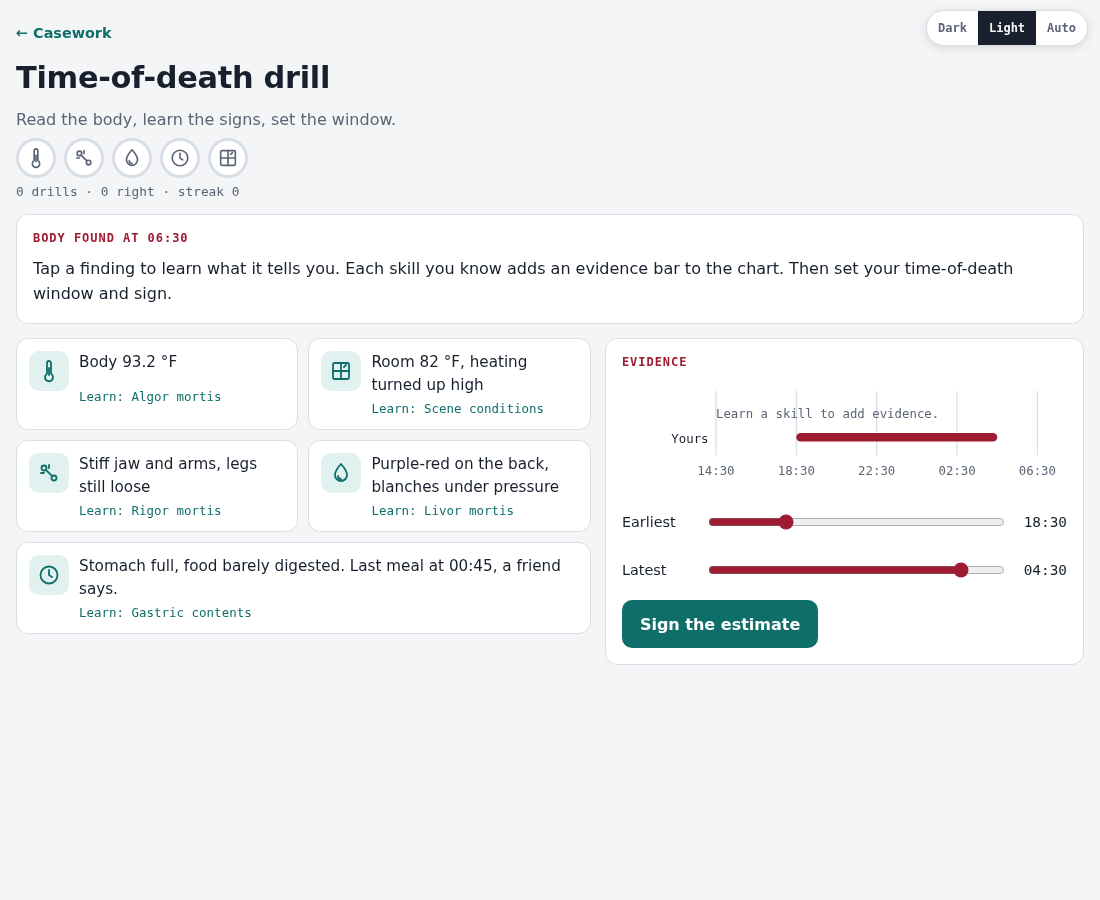 ← Casework
Dark Light Auto
Time-of-death drill
Read the body, learn the signs, set the window.
0 drills · 0 right · streak 0
BODY FOUND AT 06:30
Tap a finding to learn what it tells you. Each skill you know adds an evidence bar to the chart. Then set your time-of-death
window and sign.
Body 93.2 °F
Learn: Algor mortis
Room 82 °F, heating
turned up high
Learn: Scene conditions
Stiff jaw and arms, legs
still loose
Learn: Rigor mortis
Purple-red on the back,
blanches under pressure
Learn: Livor mortis
Stomach full, food barely digested. Last meal at 00:45, a friend
says.
Learn: Gastric contents
EVIDENCE
Learn a skill to add evidence.
Yours
14:30 18:30 22:30 02:30 06:30
Earliest 18:30
Latest 04:30
Sign the estimate